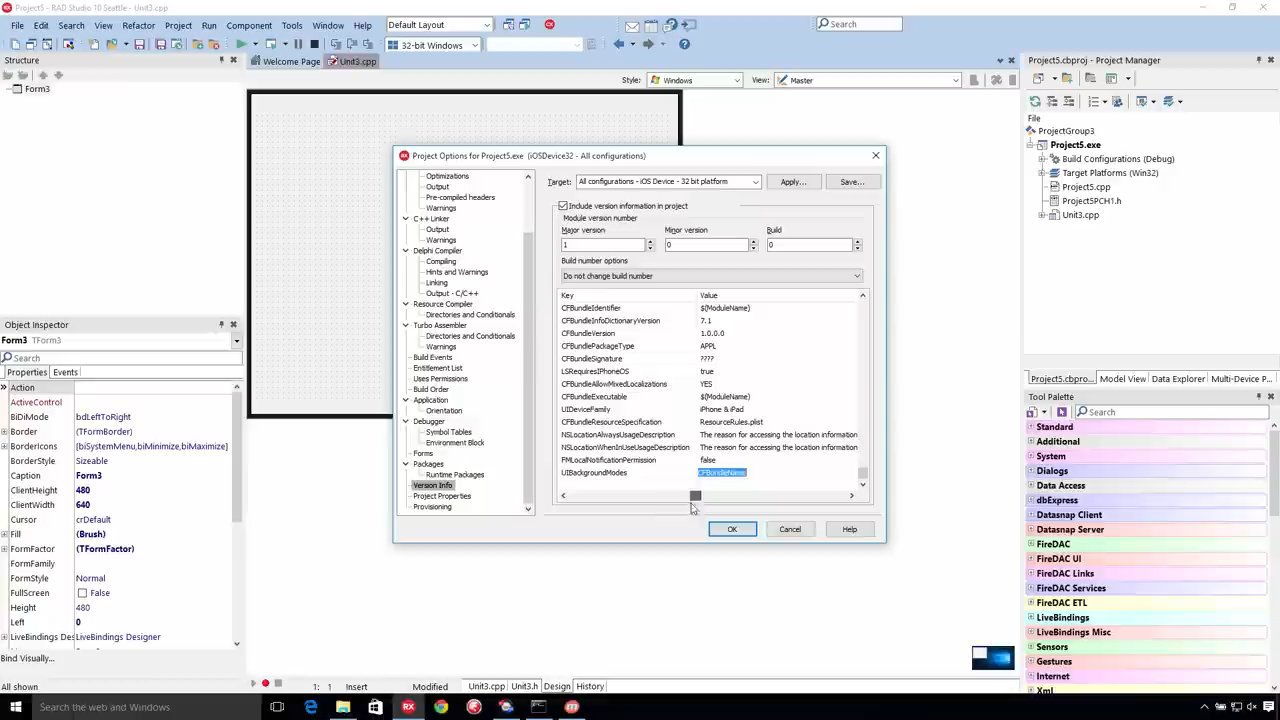 Project5 - RAD Studio 10 Seattle - Unit3.cpp
File Edit Search View Refactor Project Run Component Tools Window Help
Default Layout
Search
32-bit Windows
Structure
Form3
Welcome Page
Unit3.cpp
Style: Windows
View: Master
Project5.cbproj - Project Manager
File
ProjectGroup3
Project5.exe
Build Configurations (Debug)
Target Platforms (Win32)
Project5.cpp
Project5PCH1.h
Unit3.cpp
Project Options for Project5.exe (iOSDevice32 - All configurations)
Optimizations
Output
Pre-compiled headers
Warnings
C++ Linker
Output
Warnings
Delphi Compiler
Compiling
Hints and Warnings
Linking
Output - C/C++
Resource Compiler
Directories and Conditionals
Turbo Assembler
Directories and Conditionals
Warnings
Build Events
Entitlement List
Uses Permissions
Build Order
Application
Orientation
Debugger
Symbol Tables
Environment Block
Forms
Packages
Runtime Packages
Version Info
Project Properties
Provisioning
Target: All configurations - iOS Device - 32 bit platform
Apply...
Save...
Include version information in project
Module version number
Major version Minor version Build
1 0 0
Build number options
Do not change build number
Key Value
CFBundleIdentifier $(ModuleName)
CFBundleInfoDictionaryVersion 7.1
CFBundleVersion 1.0.0.0
CFBundlePackageType APPL
CFBundleSignature ????
LSRequiresIPhoneOS true
CFBundleAllowMixedLocalizations YES
CFBundleExecutable $(ModuleName)
UIDeviceFamily iPhone & iPad
CFBundleResourceSpecification ResourceRules.plist
NSLocationAlwaysUsageDescription The reason for accessing the location information
NSLocationWhenInUseUsageDescription The reason for accessing the location information
FMLocalNotificationPermission false
UIBackgroundModes CFBundleName
OK Cancel Help
Object Inspector
Form3 TForm3
Search
Properties Events
Action
ActiveControl
BiDiMode bdLeftToRight
Border (TFormBorder)
BorderIcons [biSystemMenu,biMinimize,biMaximize]
BorderStyle Sizeable
Caption Form3
ClientHeight 480
ClientWidth 640
Cursor crDefault
Fill (Brush)
FormFactor (TFormFactor)
FormFamily
FormStyle Normal
FullScreen False
Height 480
Left 0
LiveBindings Des LiveBindings Designer
Bind Visually...
All shown
1: 1 Insert Modified
Unit3.cpp Unit3.h Design History
Project5.cbpro... Model View Data Explorer Multi-Device P...
Tool Palette
Search
Standard
Additional
System
Dialogs
Data Access
dbExpress
Datasnap Client
Datasnap Server
FireDAC
FireDAC UI
FireDAC Links
FireDAC Services
FireDAC ETL
LiveBindings
LiveBindings Misc
Sensors
Gestures
Internet
Xml
Search the web and Windows